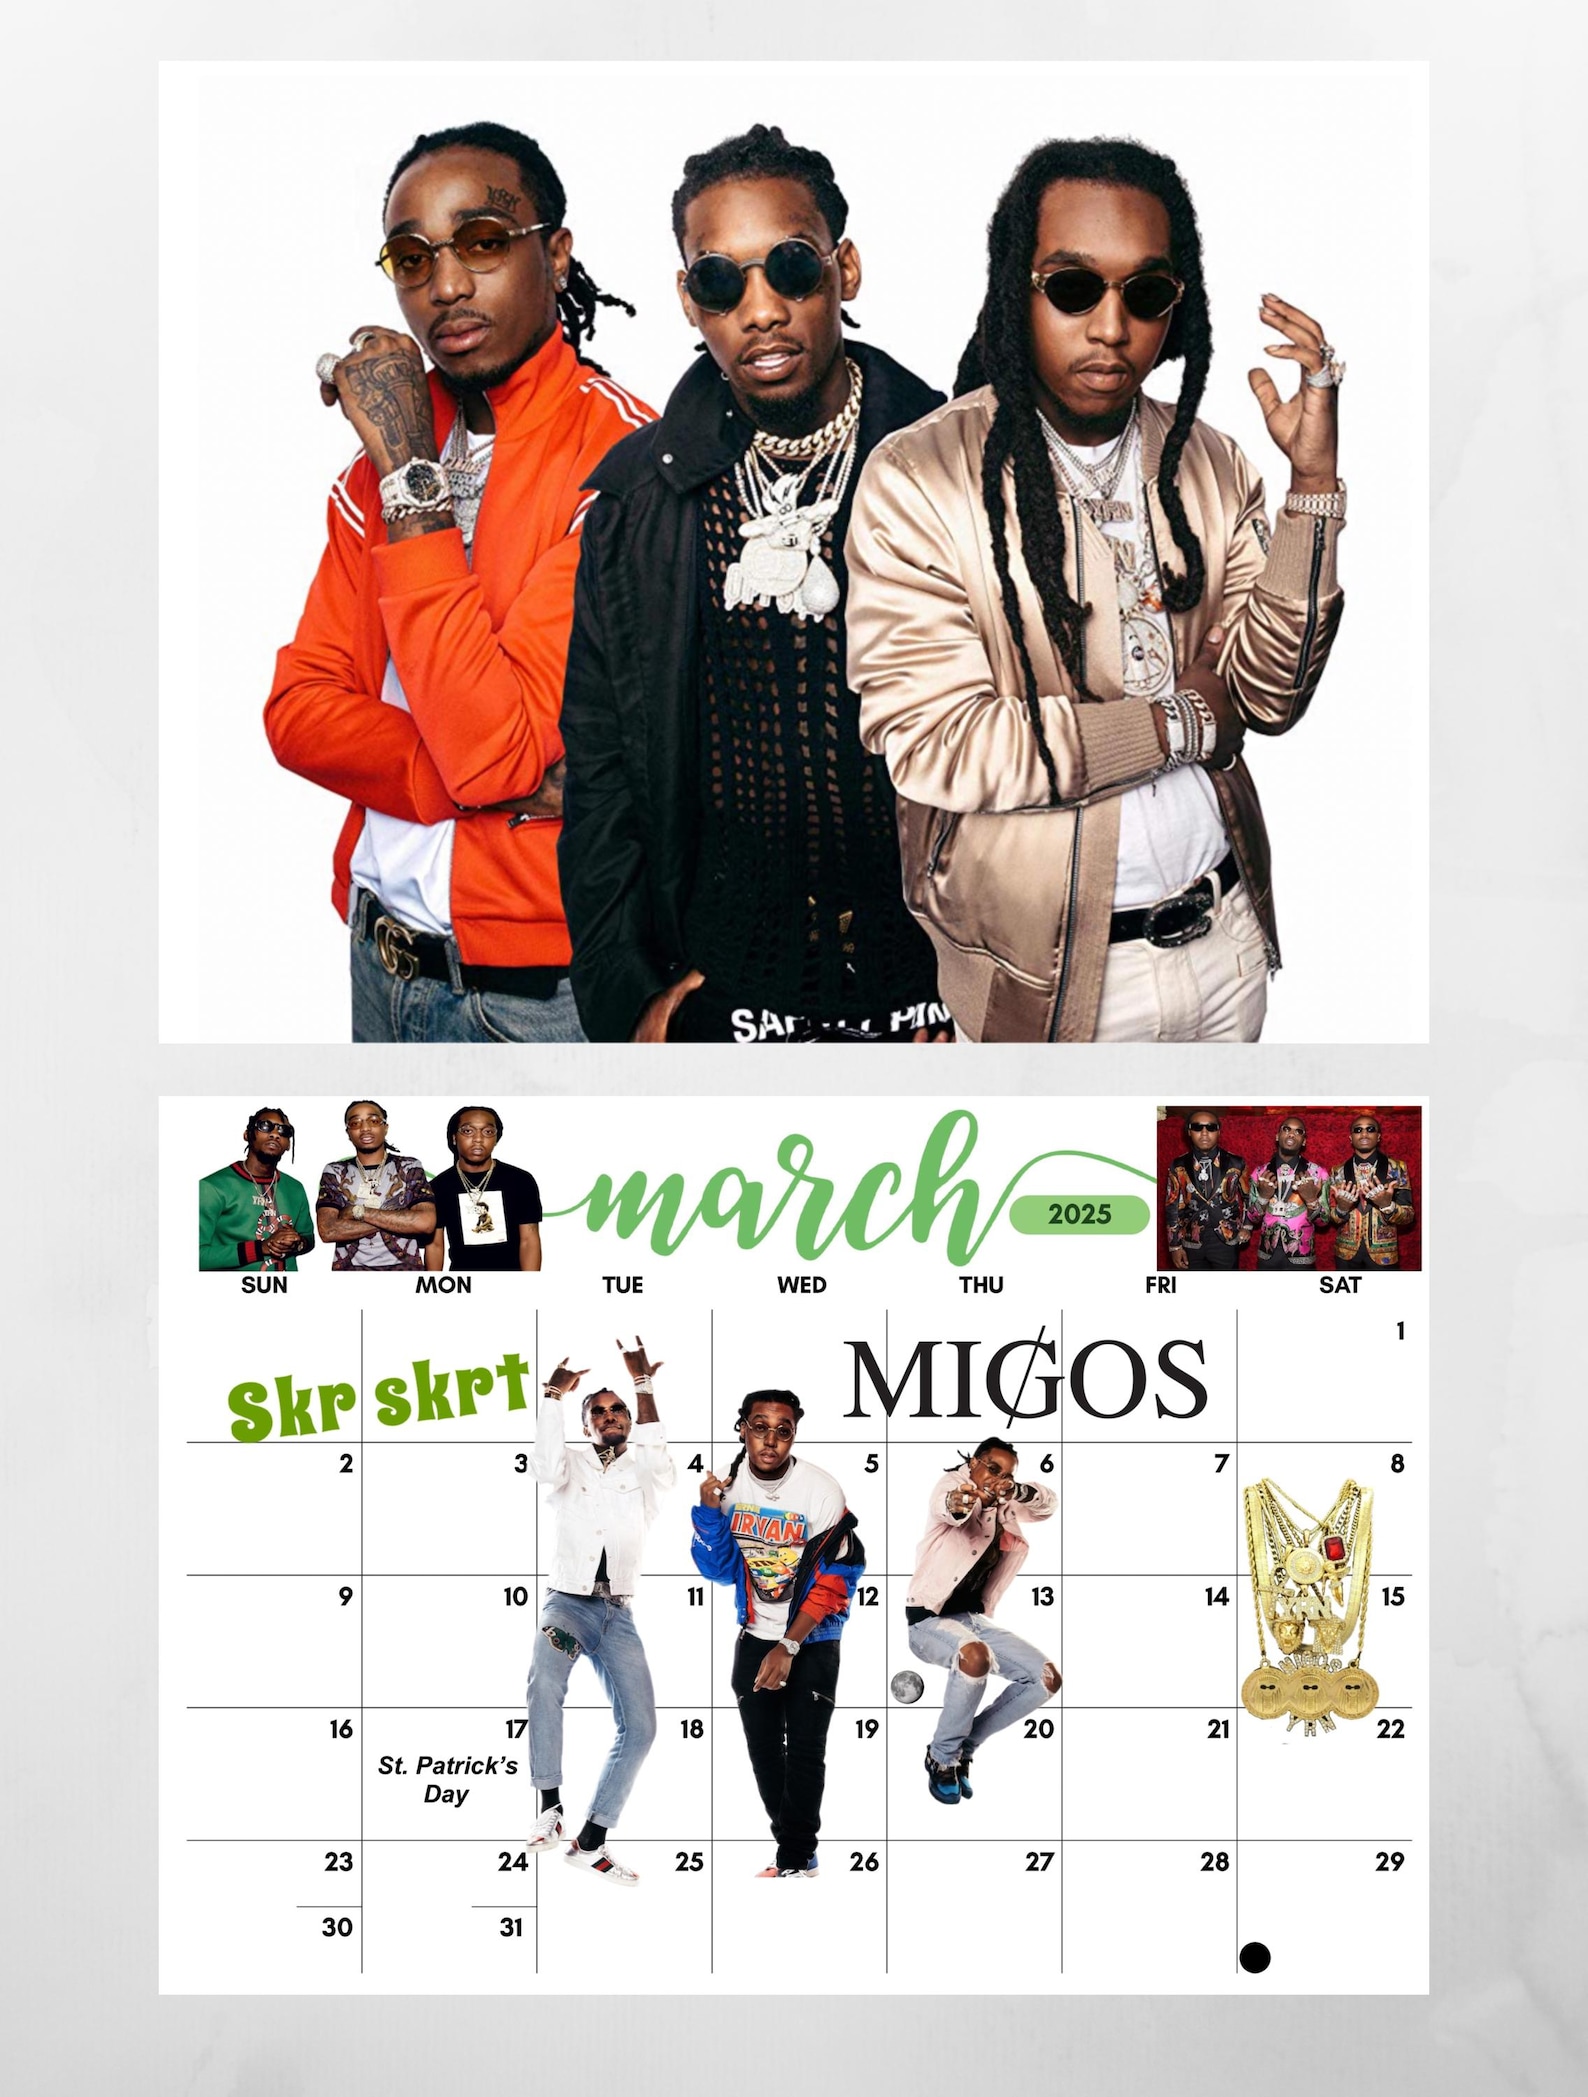 march
2025
SUN MON TUE WED THU FRI SAT
Skr skrt MIGOS 1
2 3 4 5 6 7 8
9 10 11 12 13 14 15
16 17 18 19 20 21 22
St. Patrick's
Day
23 24 25 26 27 28 29
30 31